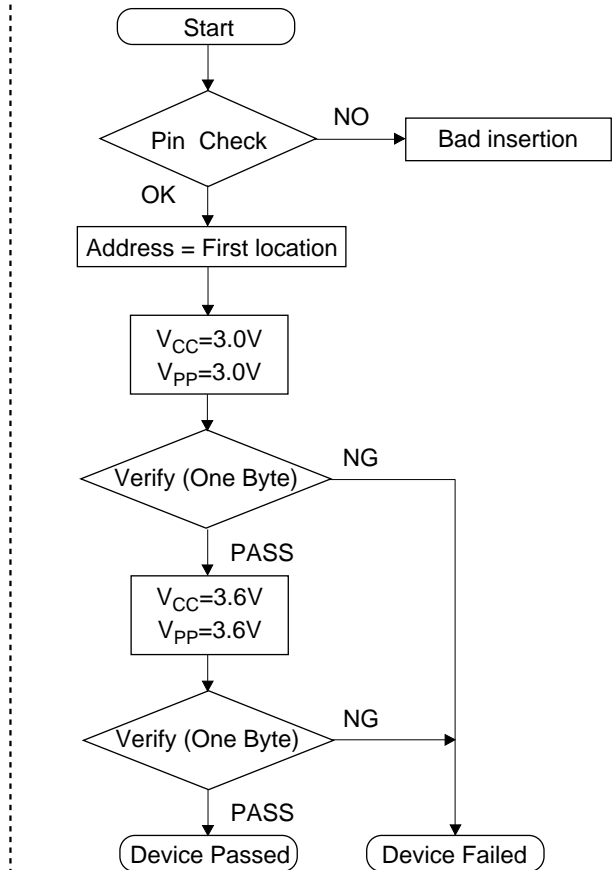 Start
Pin Check
NO
Bad insertion
OK
Address = First location
VCC=3.0V
VPP=3.0V
Verify (One Byte)
NG
PASS
VCC=3.6V
VPP=3.6V
Verify (One Byte)
NG
PASS
Device Passed
Device Failed